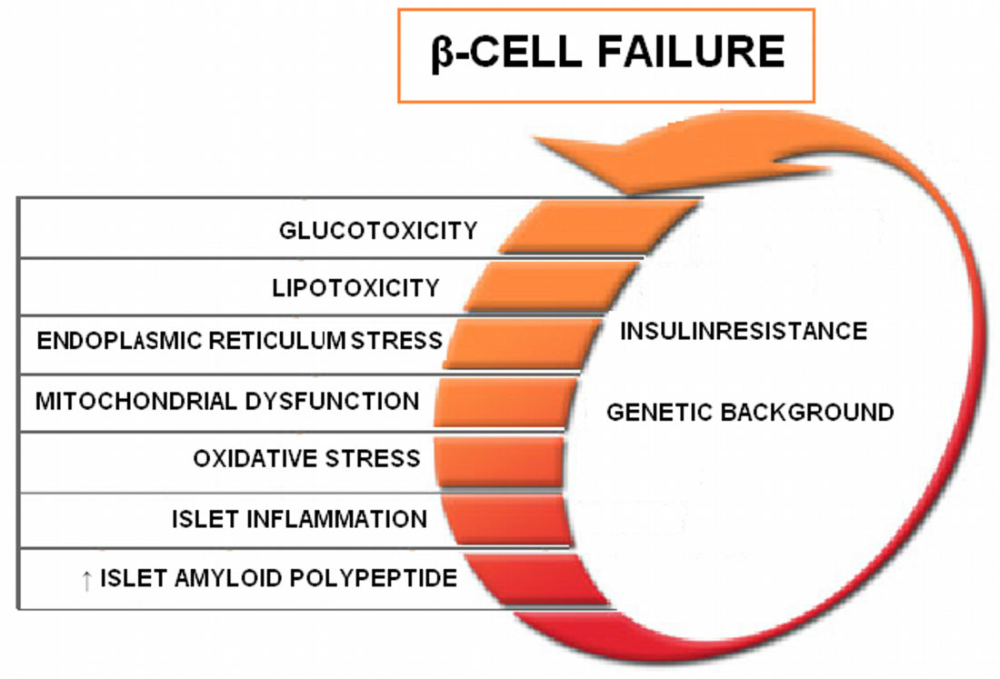 β-CELL FAILURE
GLUCOTOXICITY
LIPOTOXICITY
ENDOPLASMIC RETICULUM STRESS
MITOCHONDRIAL DYSFUNCTION
OXIDATIVE STRESS
ISLET INFLAMMATION
↑ ISLET AMYLOID POLYPEPTIDE
INSULINRESISTANCE
GENETIC BACKGROUND